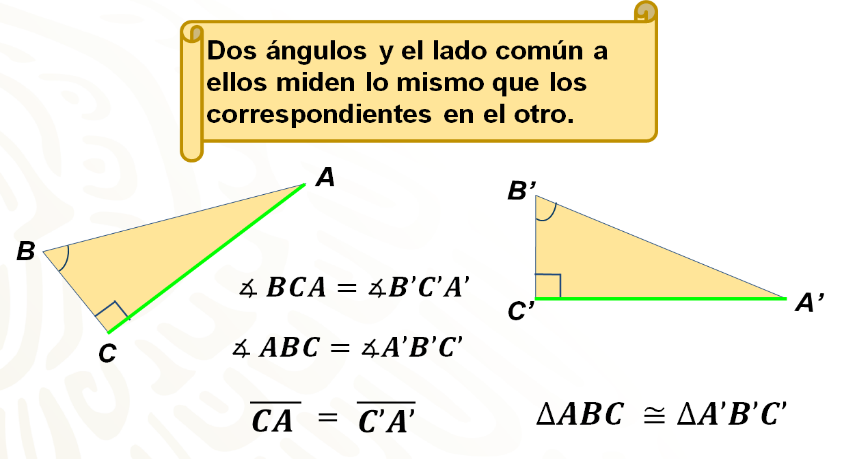 Dos ángulos y el lado común a
ellos miden lo mismo que los
correspondientes en el otro.
A
B
C
B’
C’
A’
∡ BCA = ∡B’C’A’
∡ ABC = ∡A’B’C’
C̅A̅ = C̅’̅A̅’̅
ΔABC ≅ ΔA’B’C’